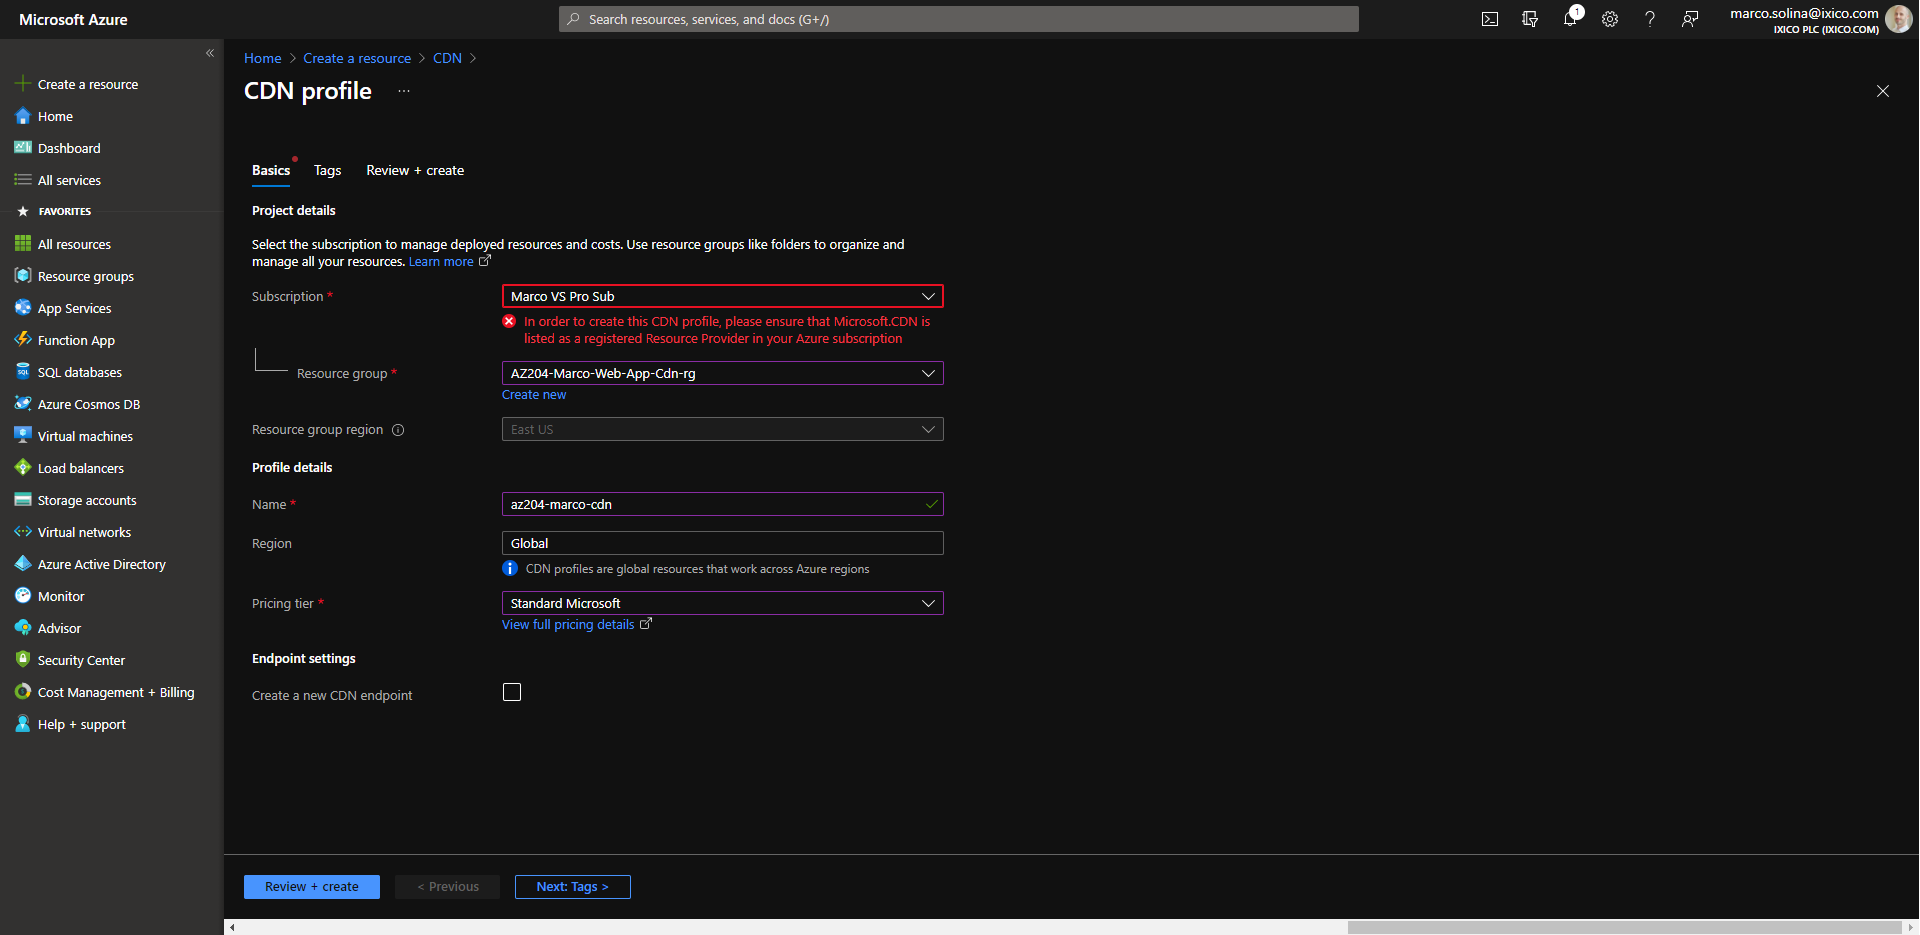 Microsoft Azure
Search resources, services, and docs (G+/)
1
marco.solina@ixico.com
IXICO PLC (IXICO.COM)
Create a resource
Home
Dashboard
All services
FAVORITES
All resources
Resource groups
App Services
Function App
SQL databases
Azure Cosmos DB
Virtual machines
Load balancers
Storage accounts
Virtual networks
Azure Active Directory
Monitor
Advisor
Security Center
Cost Management + Billing
Help + support
Home > Create a resource > CDN >
CDN profile ...
Basics Tags Review + create
Project details
Select the subscription to manage deployed resources and costs. Use resource groups like folders to organize and
manage all your resources. Learn more
Subscription * Marco VS Pro Sub
In order to create this CDN profile, please ensure that Microsoft.CDN is
listed as a registered Resource Provider in your Azure subscription
Resource group * AZ204-Marco-Web-App-Cdn-rg
Create new
Resource group region East US
Profile details
Name * az204-marco-cdn
Region Global
CDN profiles are global resources that work across Azure regions
Pricing tier * Standard Microsoft
View full pricing details
Endpoint settings
Create a new CDN endpoint
Review + create < Previous Next: Tags >